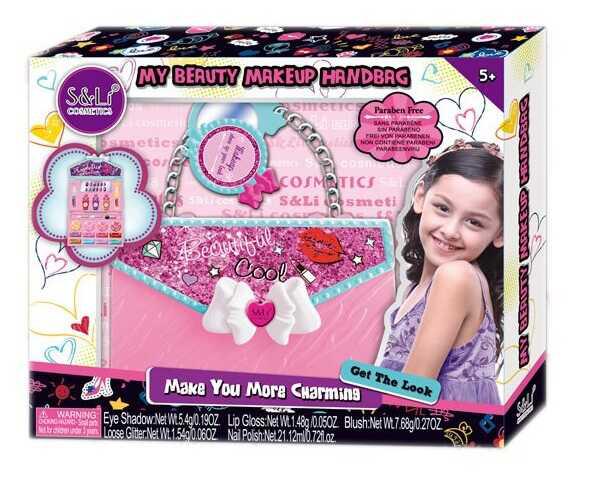 MY BEAUTY MAKEUP HANDBAG
5+
S&Li
COSMETICS
Paraben Free
SANS PARABENE
SIN PARABENO
FREI VON PARABENEN
NON CONTIENE PARABENI
PARABEENVRIJ
COSMETICS S&Li
S&Li Cosmeti
Beautiful
Cool
S&Li
Get The Look
Make You More Charming
WARNING:
CHOKING HAZARD- Small parts.
Not for children under 3 years.
Eye Shadow:Net Wt.5.4g/0.19OZ. Lip Gloss:Net Wt.1.48g/0.05OZ. Blush:Net Wt.7.68g/0.27OZ.
Loose Glitter:Net Wt.1.54g/0.06OZ. Nail Polish:Net Wt.21.12ml/0.72fl.oz.
MY BEAUTY MAKEUP HANDBAG
S&Li
COSMETICS